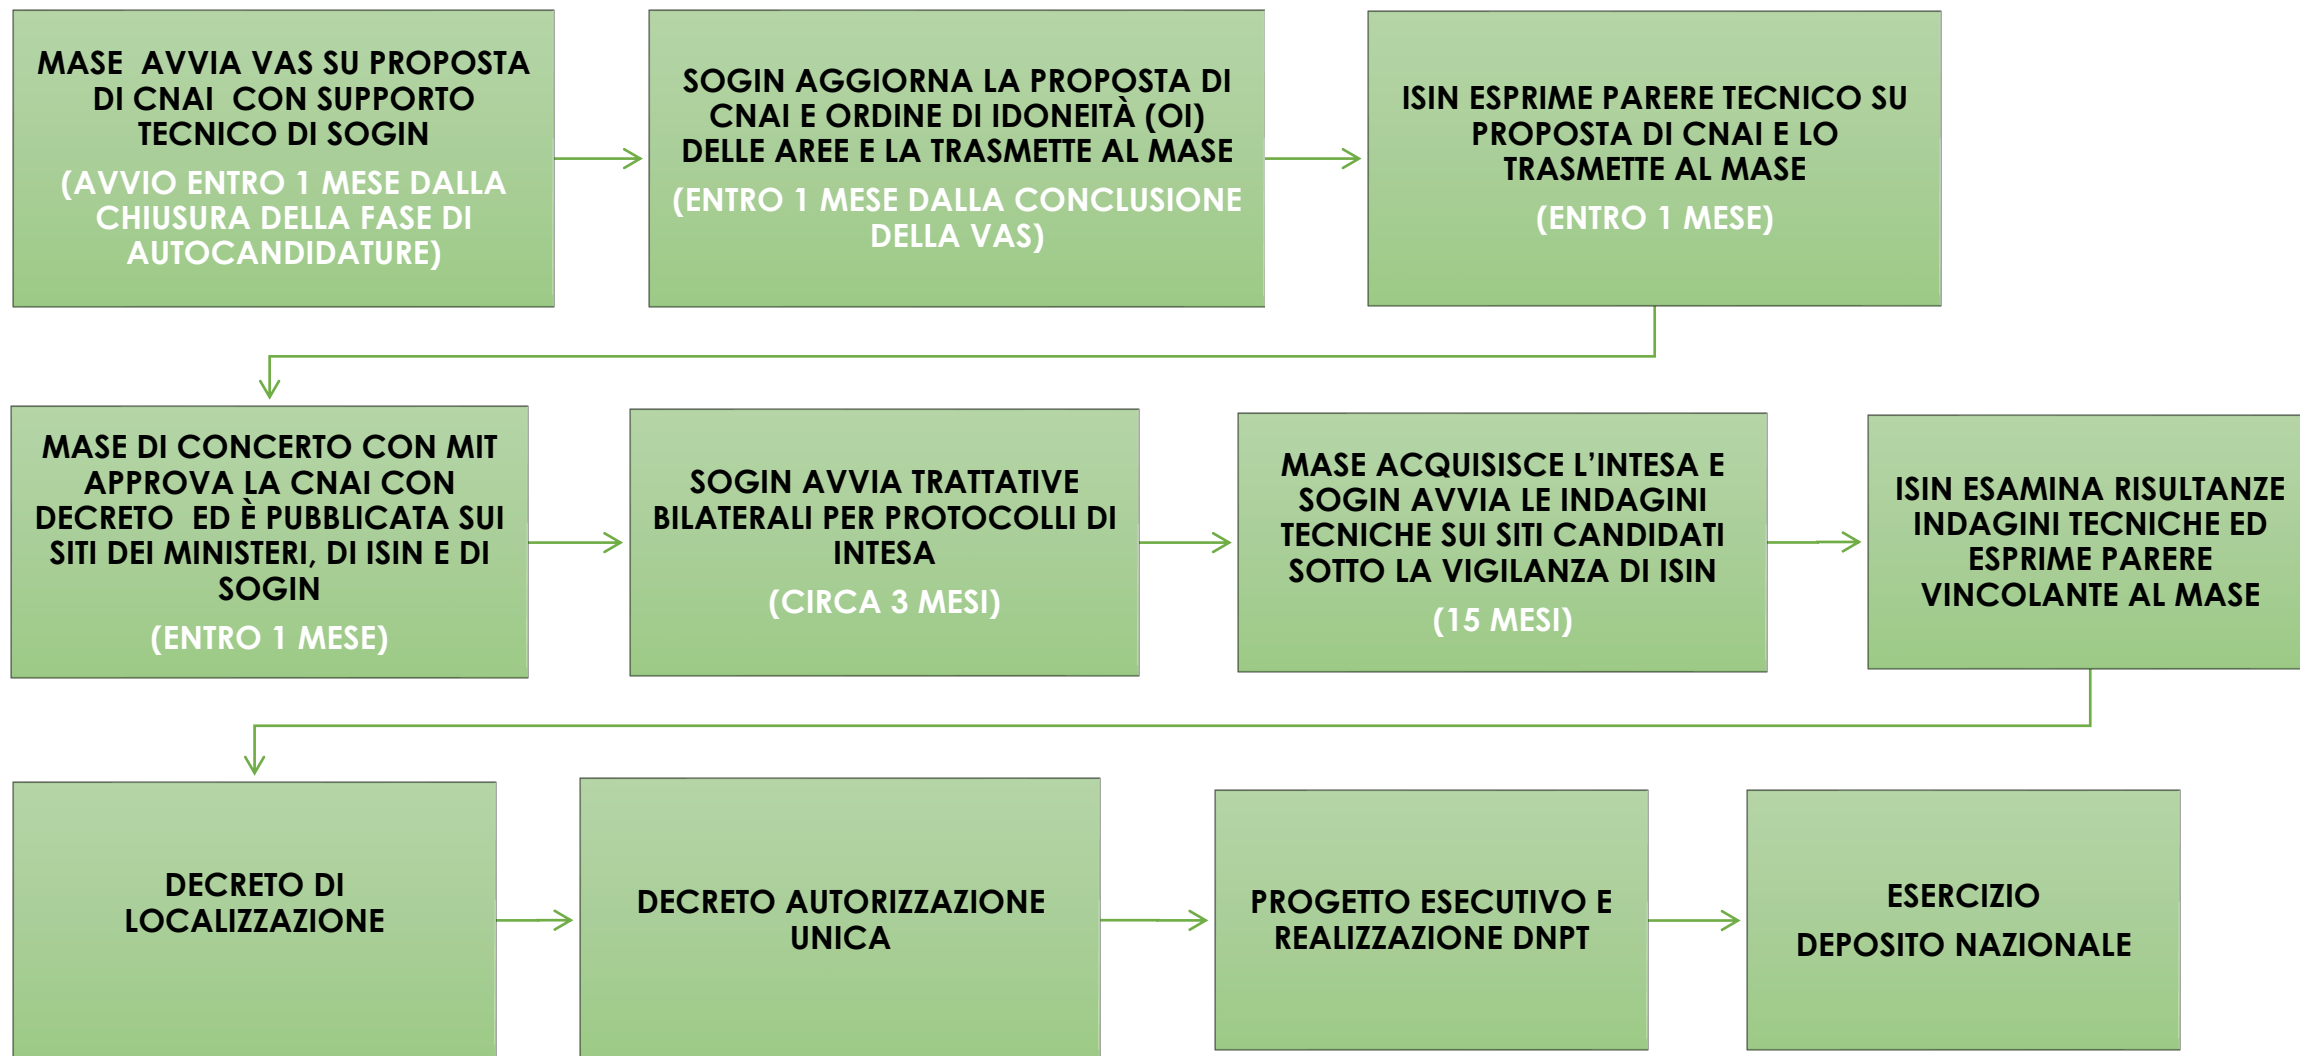 MASE AVVIA VAS SU PROPOSTA
DI CNAI CON SUPPORTO
TECNICO DI SOGIN
(AVVIO ENTRO 1 MESE DALLA
CHIUSURA DELLA FASE DI
AUTOCANDIDATURE)
SOGIN AGGIORNA LA PROPOSTA DI
CNAI E ORDINE DI IDONEITÀ (OI)
DELLE AREE E LA TRASMETTE AL MASE
(ENTRO 1 MESE DALLA CONCLUSIONE
DELLA VAS)
ISIN ESPRIME PARERE TECNICO SU
PROPOSTA DI CNAI E LO
TRASMETTE AL MASE
(ENTRO 1 MESE)
MASE DI CONCERTO CON MIT
APPROVA LA CNAI CON
DECRETO ED È PUBBLICATA SUI
SITI DEI MINISTERI, DI ISIN E DI
SOGIN
(ENTRO 1 MESE)
SOGIN AVVIA TRATTATIVE
BILATERALI PER PROTOCOLLI DI
INTESA
(CIRCA 3 MESI)
MASE ACQUISISCE L’INTESA E
SOGIN AVVIA LE INDAGINI
TECNICHE SUI SITI CANDIDATI
SOTTO LA VIGILANZA DI ISIN
(15 MESI)
ISIN ESAMINA RISULTANZE
INDAGINI TECNICHE ED
ESPRIME PARERE
VINCOLANTE AL MASE
DECRETO DI
LOCALIZZAZIONE
DECRETO AUTORIZZAZIONE
UNICA
PROGETTO ESECUTIVO E
REALIZZAZIONE DNPT
ESERCIZIO
DEPOSITO NAZIONALE